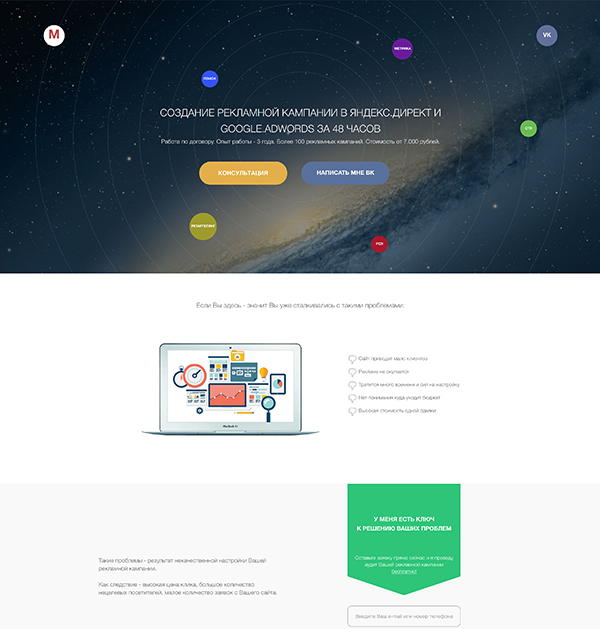 M
VK
МЕТРИКА
ПОИСК
СОЗДАНИЕ РЕКЛАМНОЙ КАМПАНИИ В ЯНДЕКС.ДИРЕКТ И
GOOGLE.ADWORDS ЗА 48 ЧАСОВ
CTR
Работа по договору. Опыт работы - 3 года. Более 100 рекламных кампаний. Стоимость от 7.000 рублей.
КОНСУЛЬТАЦИЯ
НАПИСАТЬ МНЕ ВК
РЕТАРГЕТИНГ
РСЯ
Если Вы здесь - значит Вы уже сталкивались с такими проблемами:
Сайт приводит мало клиентов
Реклама не окупается
Тратится много времени и сил на настройку
Нет понимания куда уходит бюджет
Высокая стоимость одной заявки
MacBook Air
У МЕНЯ ЕСТЬ КЛЮЧ
К РЕШЕНИЮ ВАШИХ ПРОБЛЕМ
Оставьте заявку прямо сейчас и я проведу
аудит Вашей рекламной кампании
бесплатно!
Такие проблемы - результат некачественной настройки Вашей
рекламной кампании.
Как следствие - высокая цена клика, большое количество
нецелевых посетителей, малое количество заявок с Вашего сайта.
Введите Ваш e-mail или номер телефона